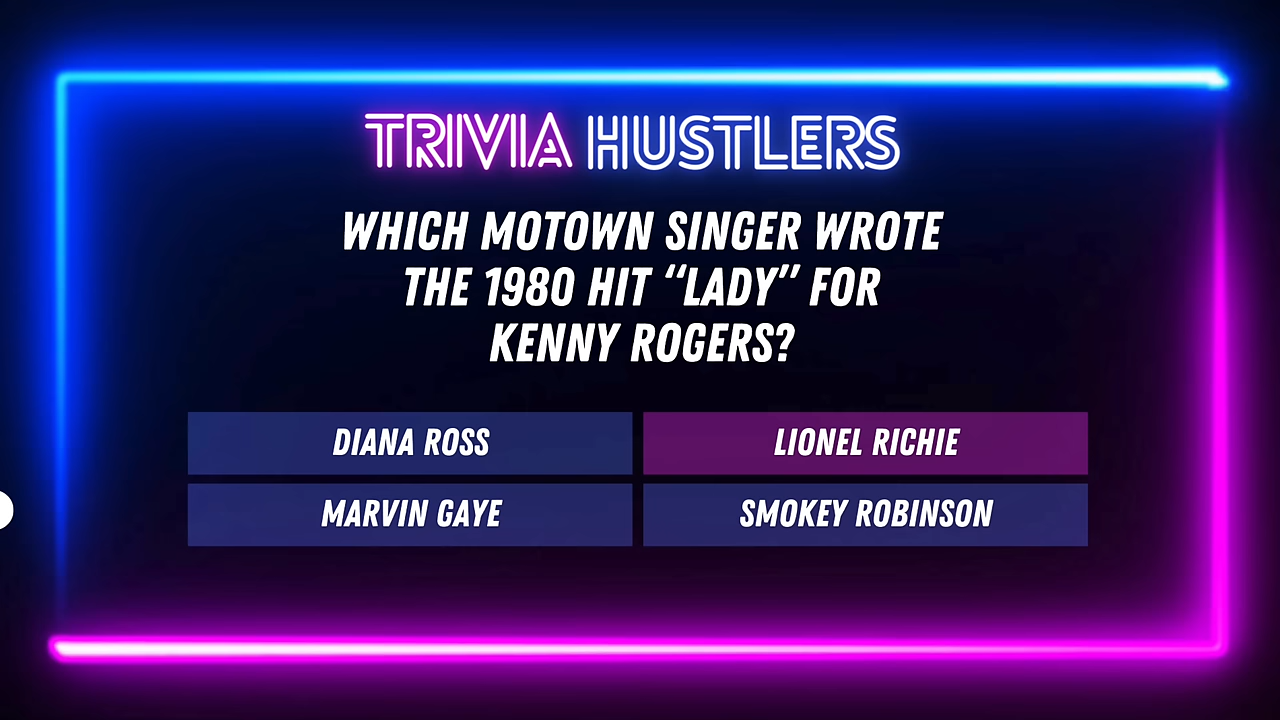 TRIVIA HUSTLERS
WHICH MOTOWN SINGER WROTE
THE 1980 HIT “LADY” FOR
KENNY ROGERS?
DIANA ROSS
LIONEL RICHIE
MARVIN GAYE
SMOKEY ROBINSON